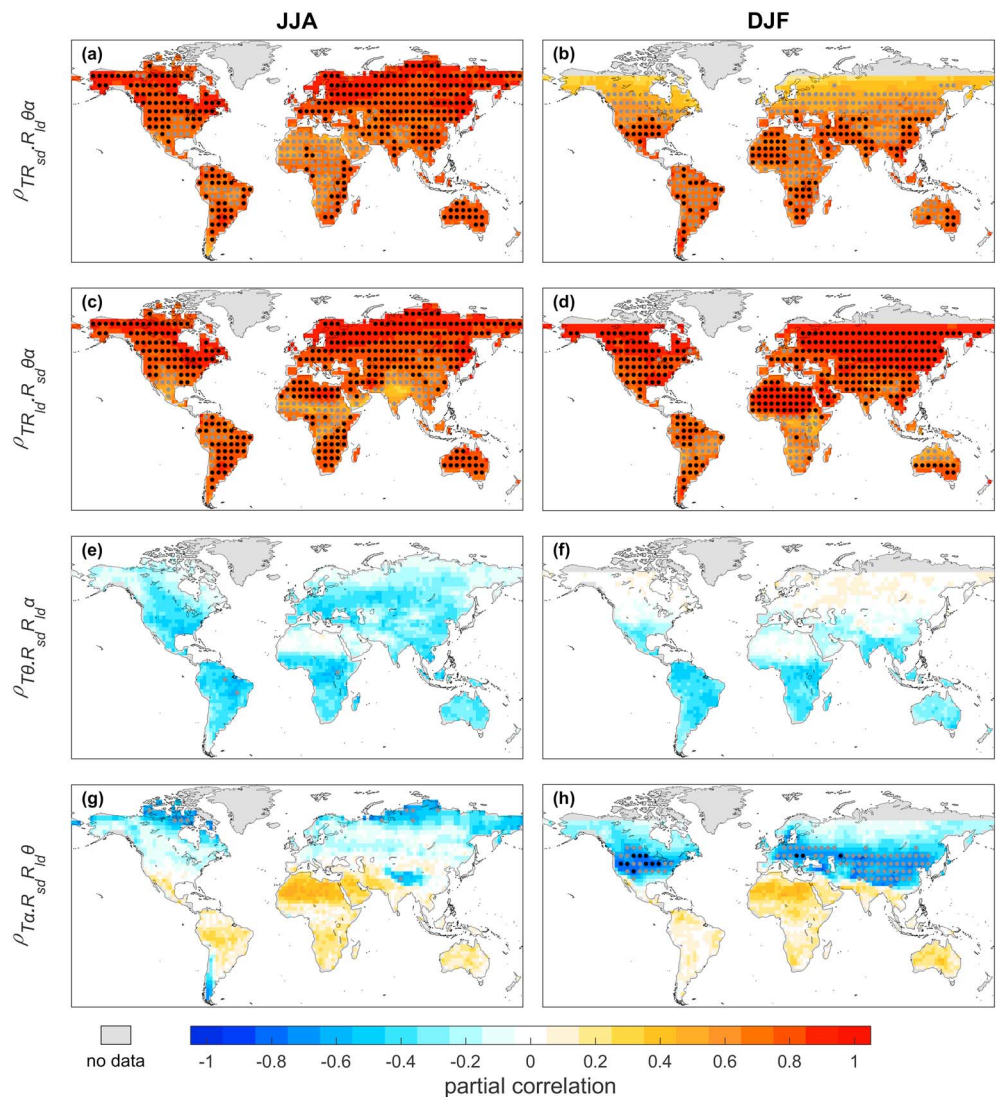 JJA DJF
(a) (b)
ρTRsd.Rldθα
(c) (d)
ρTRld.Rsdθα
(e) (f)
ρTθ.RsdRldα
(g) (h)
ρTα.RsdRldθ
no data
-1 -0.8 -0.6 -0.4 -0.2 0 0.2 0.4 0.6 0.8 1
partial correlation